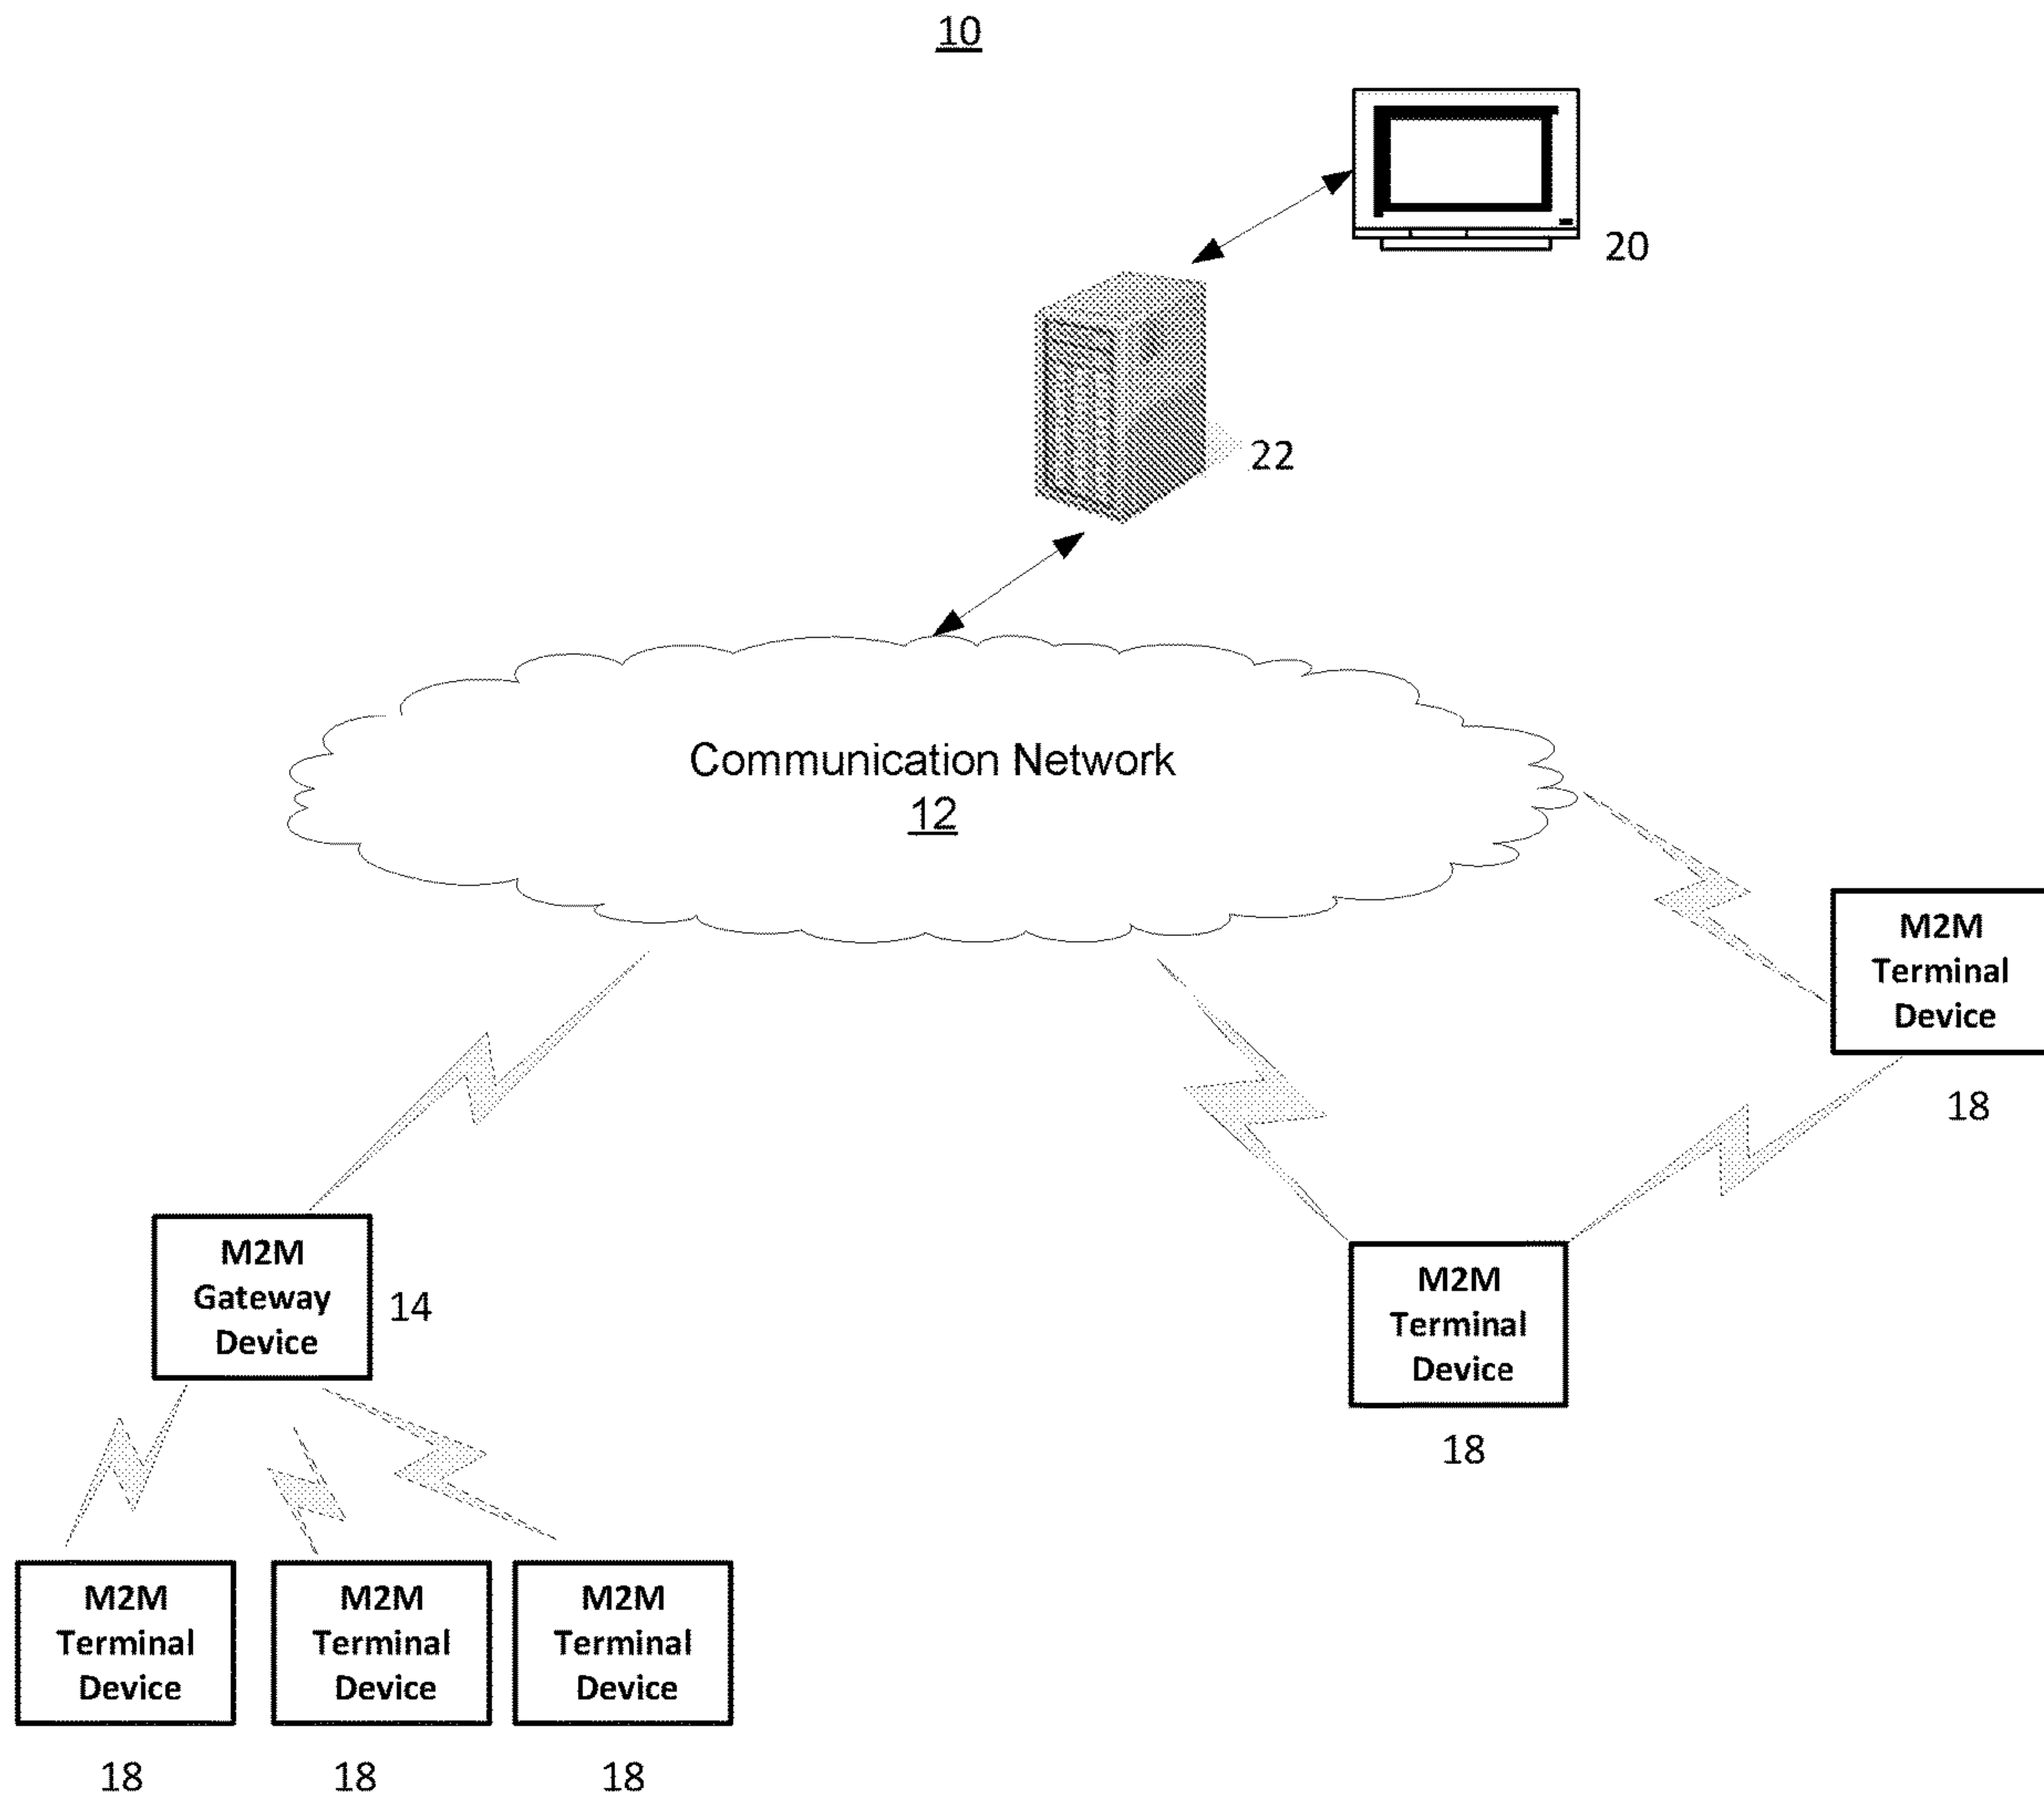 10
20
22
Communication Network
12
M2M
Terminal
Device
18
M2M
Gateway
Device
14
M2M
Terminal
Device
18
M2M
Terminal
Device
18
M2M
Terminal
Device
18
M2M
Terminal
Device
18